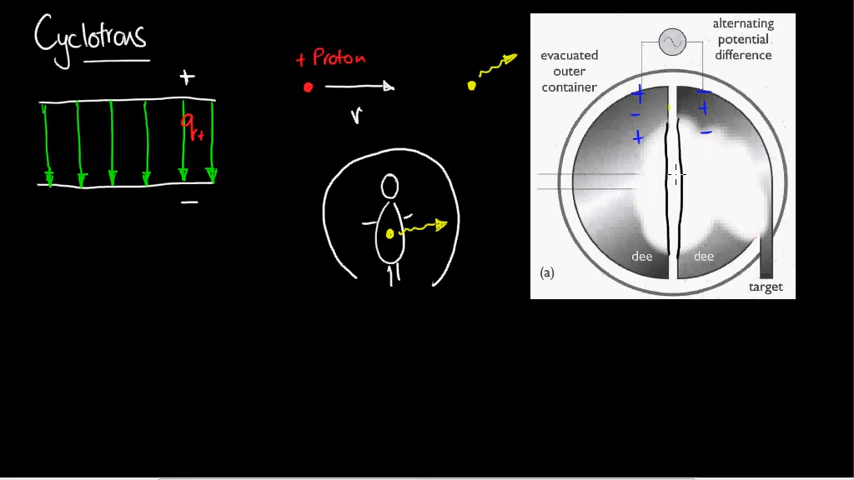 Cyclotrons
+
q+
−
+ Proton
r
alternating
potential
difference
evacuated
outer
container
+
−
+
−
+
−
dee
dee
(a)
target